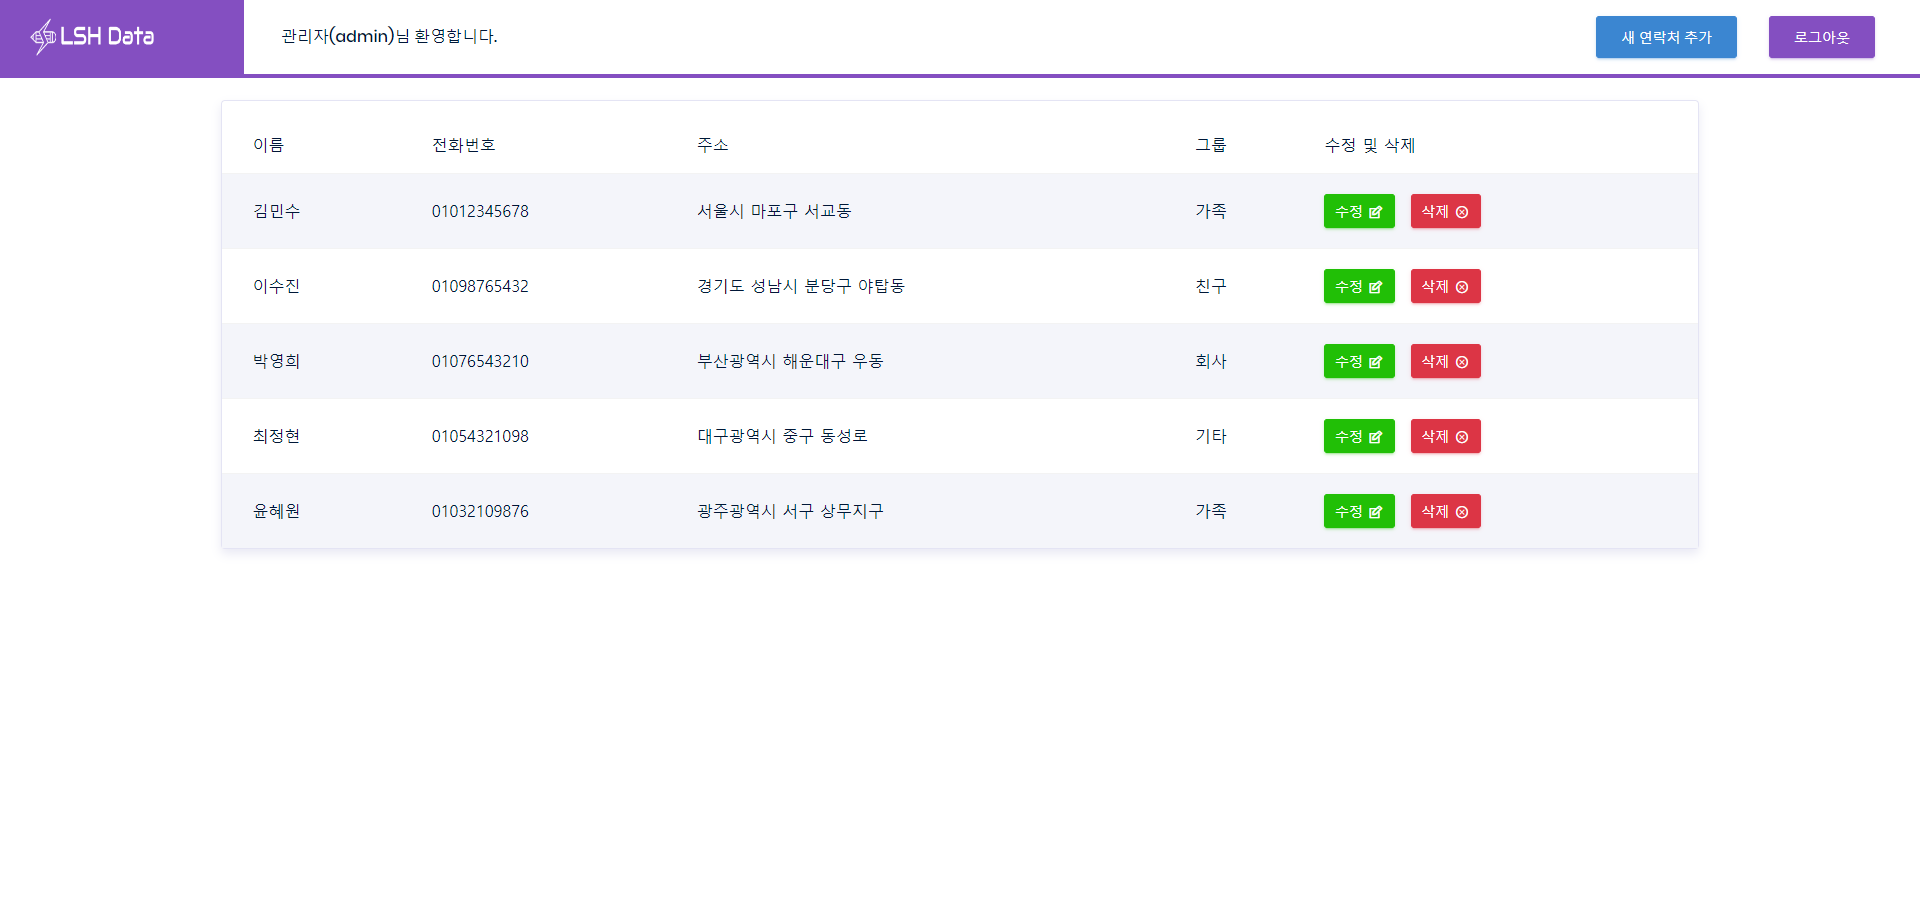 LSH Data
관리자(admin)님 환영합니다.
새 연락처 추가
로그아웃
이름 전화번호 주소 그룹 수정 및 삭제
김민수 01012345678 서울시 마포구 서교동 가족 수정 삭제
이수진 01098765432 경기도 성남시 분당구 야탑동 친구 수정 삭제
박영희 01076543210 부산광역시 해운대구 우동 회사 수정 삭제
최정현 01054321098 대구광역시 중구 동성로 기타 수정 삭제
윤혜원 01032109876 광주광역시 서구 상무지구 가족 수정 삭제